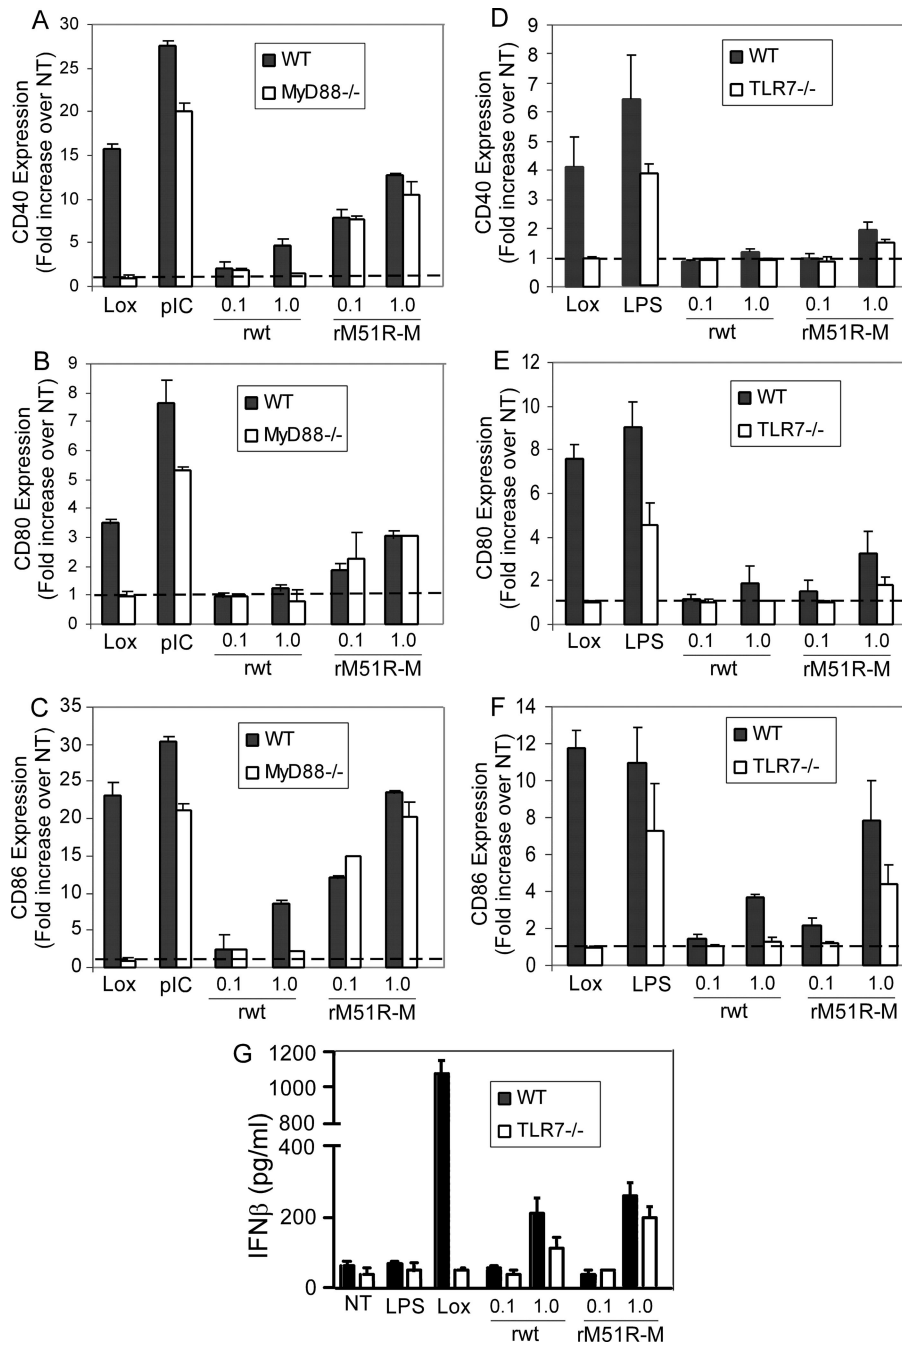 A
CD40 Expression
(Fold increase over NT)
30
25
20
15
10
5
0
WT
MyD88-/-
Lox pIC 0.1 1.0 0.1 1.0
rwt rM51R-M
D
CD40 Expression
(Fold increase over NT)
9
8
7
6
5
4
3
2
1
0
WT
TLR7-/-
Lox LPS 0.1 1.0 0.1 1.0
rwt rM51R-M
B
CD80 Expression
(Fold increase over NT)
9
8
7
6
5
4
3
2
1
0
WT
MyD88-/-
Lox pIC 0.1 1.0 0.1 1.0
rwt rM51R-M
E
CD80 Expression
(Fold increase over NT)
12
10
8
6
4
2
0
WT
TLR7-/-
Lox LPS 0.1 1.0 0.1 1.0
rwt rM51R-M
C
CD86 Expression
(Fold increase over NT)
35
30
25
20
15
10
5
0
WT
MyD88-/-
Lox pIC 0.1 1.0 0.1 1.0
rwt rM51R-M
F
CD86 Expression
(Fold increase over NT)
14
12
10
8
6
4
2
0
WT
TLR7-/-
Lox LPS 0.1 1.0 0.1 1.0
rwt rM51R-M
G
IFNβ (pg/ml)
1200
1000
800
400
200
0
WT
TLR7-/-
NT LPS Lox 0.1 1.0 0.1 1.0
rwt rM51R-M